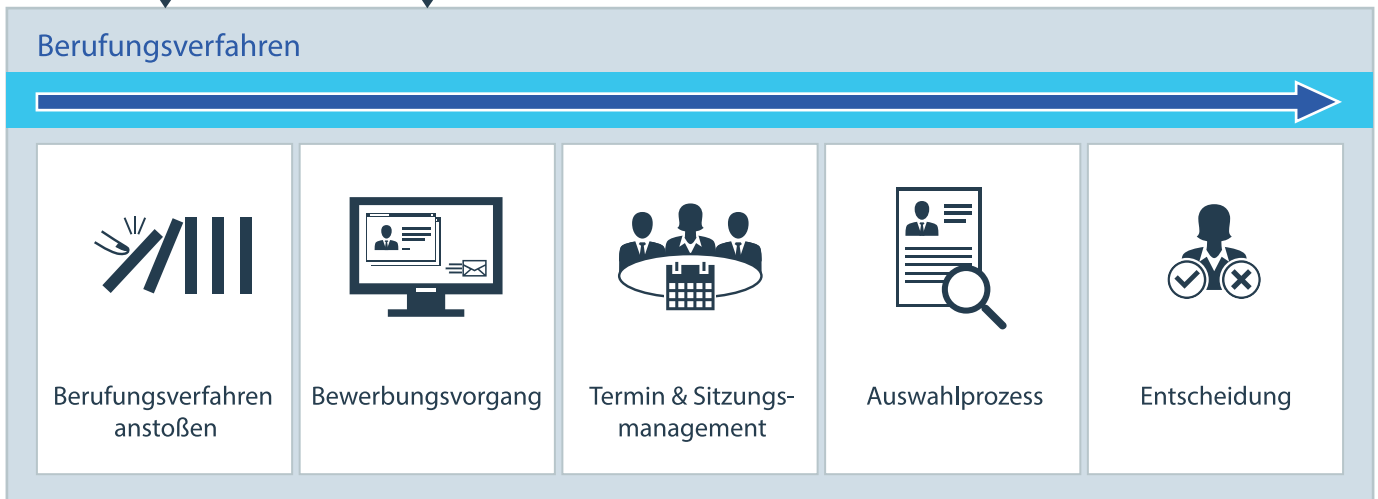 Berufungsverfahren
Berufungsverfahren
anstoßen
Bewerbungsvorgang
Termin & Sitzungs-
management
Auswahlprozess
Entscheidung